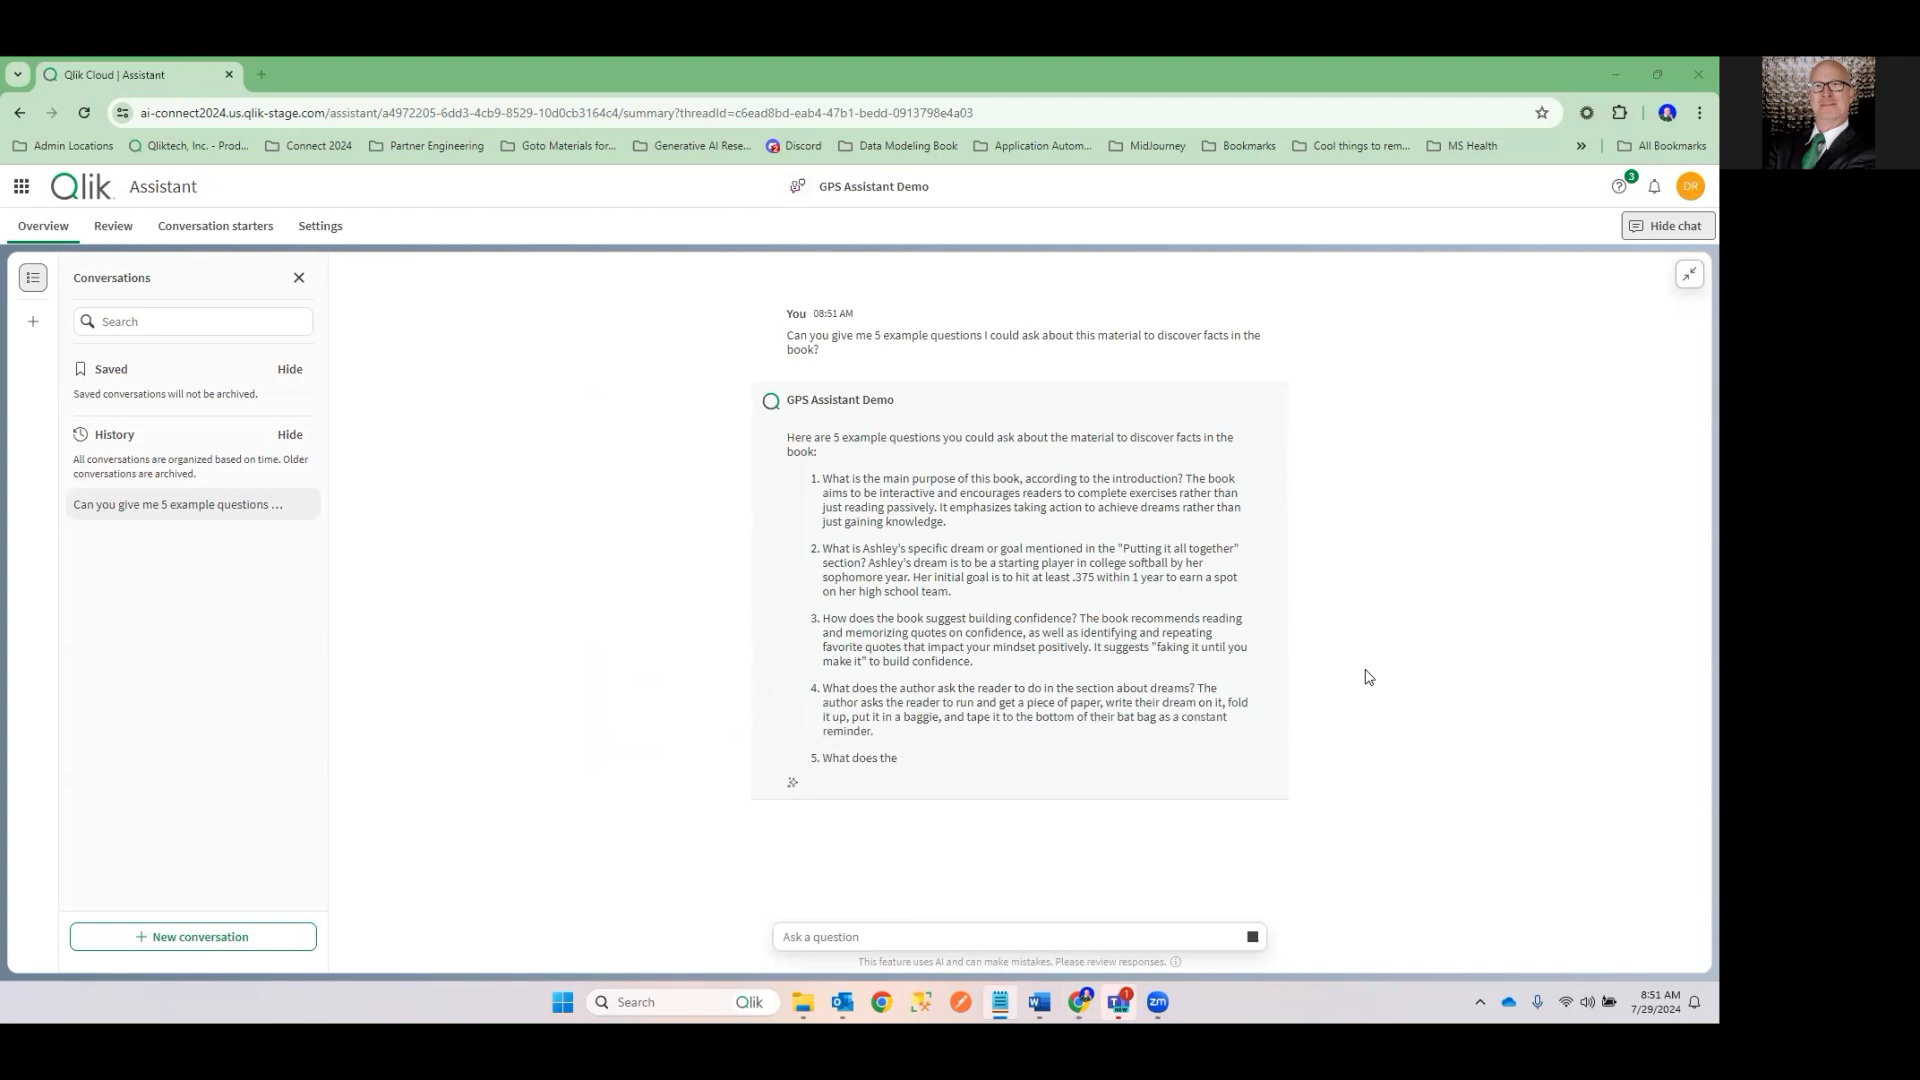 Qlik Cloud | Assistant
ai-connect2024.us.qlik-stage.com/assistant/a4972205-6dd3-4cb9-8529-10d0cb3164c4/summary?threadId=c6ead8bd-eab4-47b1-bedd-0913798e4a03
Admin Locations Qliktech, Inc. - Prod... Connect 2024 Partner Engineering Goto Materials for... Generative AI Rese... Discord Data Modeling Book Application Autom... MidJourney Bookmarks Cool things to rem... MS Health » All Bookmarks
Qlik Assistant GPS Assistant Demo 3 DR
Overview Review Conversation starters Settings Hide chat
Conversations
Search
Saved Hide
Saved conversations will not be archived.
History Hide
All conversations are organized based on time. Older
conversations are archived.
Can you give me 5 example questions ...
New conversation
You 08:51 AM
Can you give me 5 example questions I could ask about this material to discover facts in the
book?
GPS Assistant Demo
Here are 5 example questions you could ask about the material to discover facts in the
book:
1. What is the main purpose of this book, according to the introduction? The book
aims to be interactive and encourages readers to complete exercises rather than
just reading passively. It emphasizes taking action to achieve dreams rather than
just gaining knowledge.
2. What is Ashley's specific dream or goal mentioned in the "Putting it all together"
section? Ashley's dream is to be a starting player in college softball by her
sophomore year. Her initial goal is to hit at least .375 within 1 year to earn a spot
on her high school team.
3. How does the book suggest building confidence? The book recommends reading
and memorizing quotes on confidence, as well as identifying and repeating
favorite quotes that impact your mindset positively. It suggests "faking it until you
make it" to build confidence.
4. What does the author ask the reader to do in the section about dreams? The
author asks the reader to run and get a piece of paper, write their dream on it, fold
it up, put it in a baggie, and tape it to the bottom of their bat bag as a constant
reminder.
5. What does the
Ask a question
This feature uses AI and can make mistakes. Please review responses.
Search Qlik 1 NEW zm 8:51 AM
7/29/2024